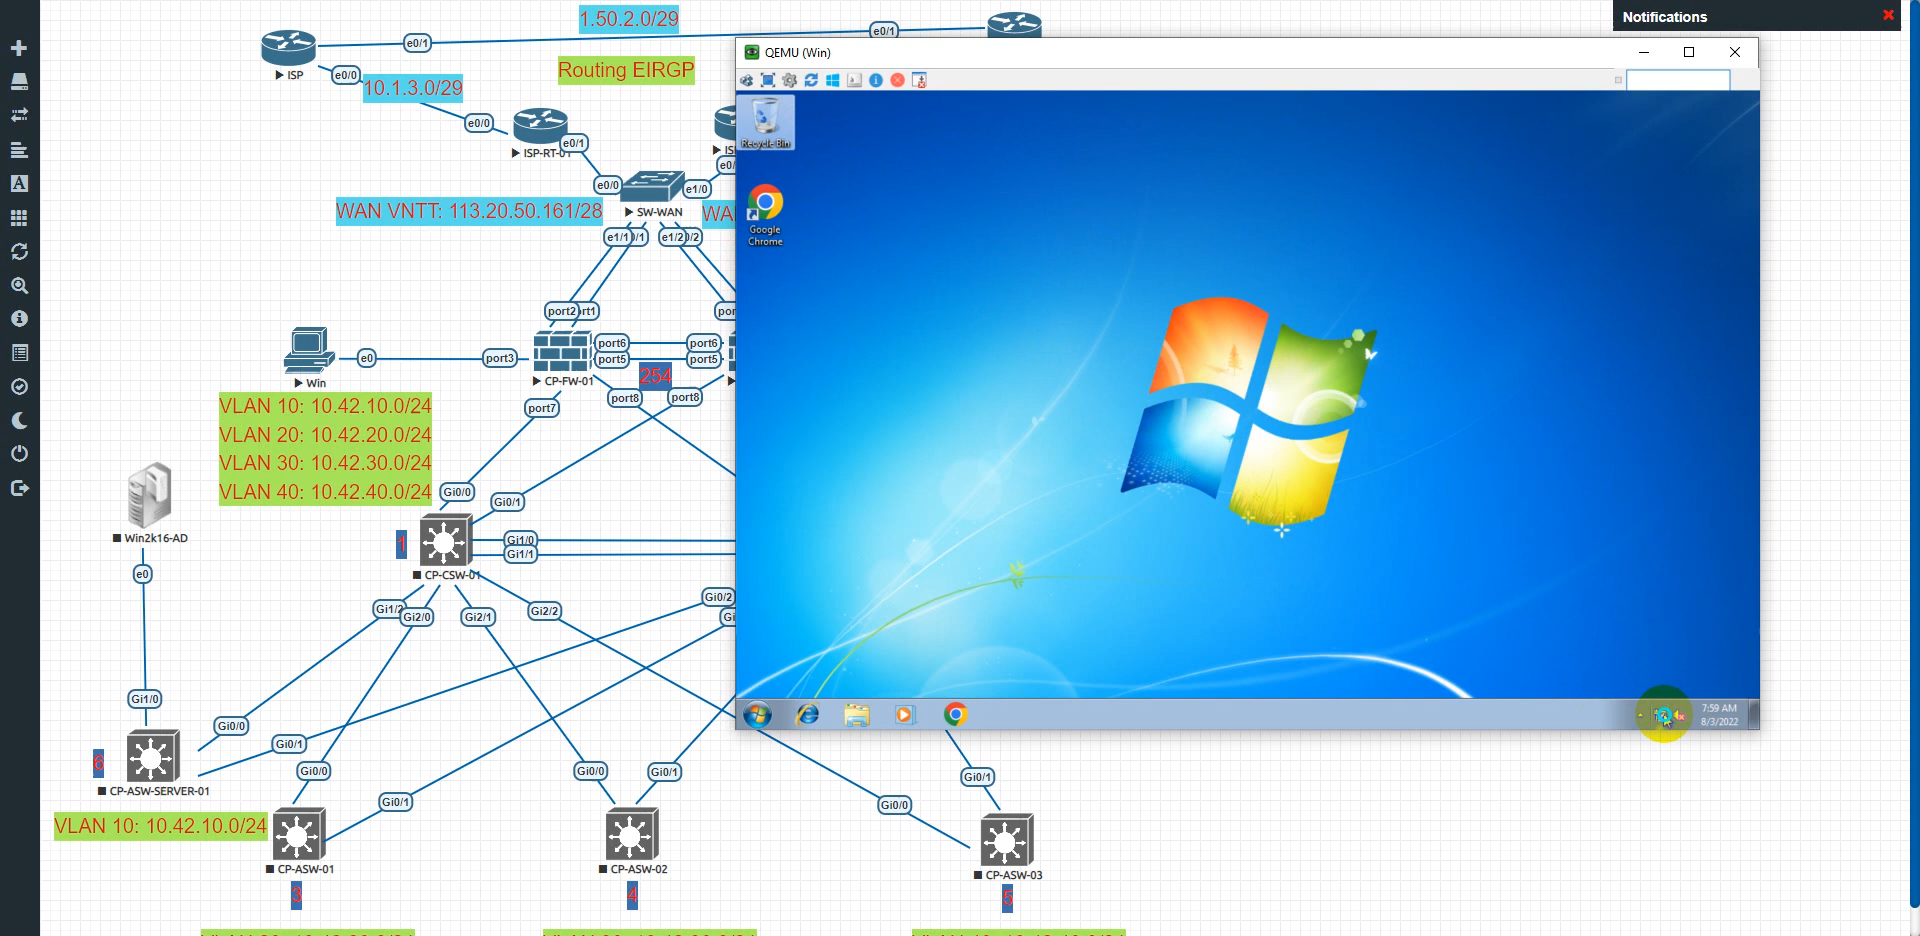 1.50.2.0/29
Notifications
e0/1
e0/1
QEMU (Win)
ISP
e0/0
Routing EIRGP
10.1.3.0/29
e0/0
e0/1
ISP-RT-01
e0/0
e1/0
WAN VNTT: 113.20.50.161/28
SW-WAN
WA
e1/1
e1/2
Recycle Bin
Google
Chrome
port2
port6
port6
e0
port3
port5
port5
Win
CP-FW-01
254
port8
port8
port7
VLAN 10: 10.42.10.0/24
VLAN 20: 10.42.20.0/24
VLAN 30: 10.42.30.0/24
VLAN 40: 10.42.40.0/24
Gi0/0
Gi0/1
Win2k16-AD
1
Gi1/0
Gi1/1
e0
CP-CSW-01
Gi1/2
Gi2/0
Gi2/1
Gi2/2
Gi0/2
Gi1/0
Gi0/0
Gi0/1
7:59 AM
8/3/2022
6
CP-ASW-SERVER-01
Gi0/0
Gi0/1
Gi0/0
Gi0/1
Gi0/0
Gi0/1
VLAN 10: 10.42.10.0/24
CP-ASW-01
CP-ASW-02
CP-ASW-03
3
4
5